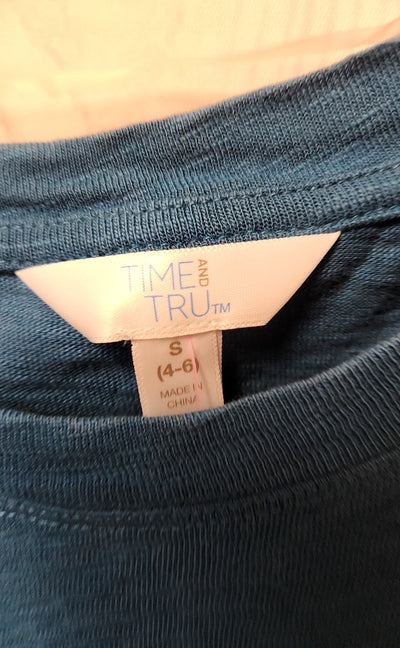 TIME AND
TRU™
S
(4-6)
MADE IN
CHINA